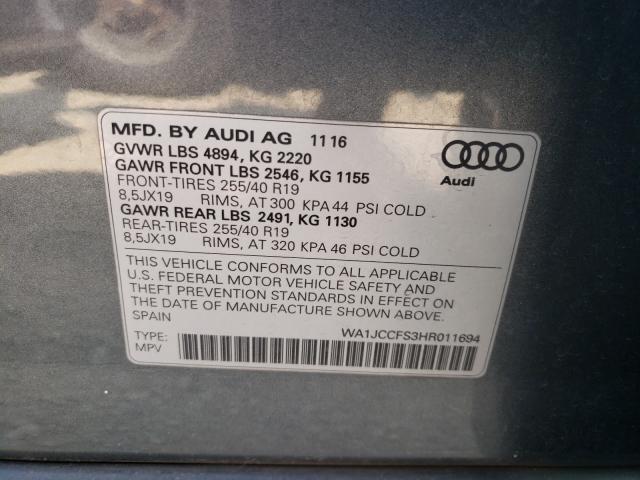 MFD. BY AUDI AG 11 16
GVWR LBS 4894, KG 2220
GAWR FRONT LBS 2546, KG 1155
FRONT-TIRES 255/40 R19
8,5JX19 RIMS, AT 300 KPA 44 PSI COLD
GAWR REAR LBS 2491, KG 1130
REAR-TIRES 255/40 R19
8,5JX19 RIMS, AT 320 KPA 46 PSI COLD
Audi
THIS VEHICLE CONFORMS TO ALL APPLICABLE
U.S. FEDERAL MOTOR VEHICLE SAFETY AND
THEFT PREVENTION STANDARDS IN EFFECT ON
THE DATE OF MANUFACTURE SHOWN ABOVE.
SPAIN
WA1JCCFS3HR011694
TYPE:
MPV